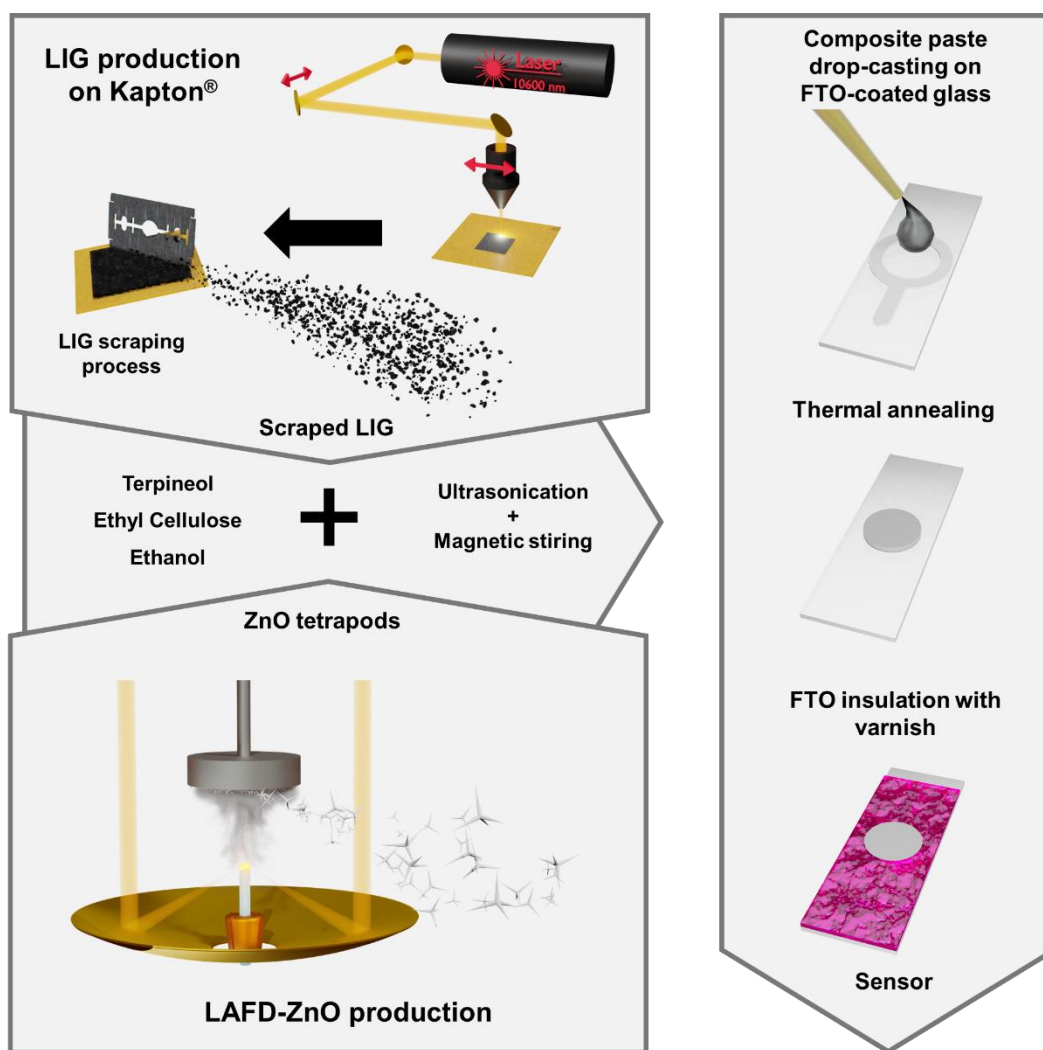 LIG production
on Kapton®
Laser
10600 nm
LIG scraping
process
Scraped LIG
Terpineol
Ethyl Cellulose
Ethanol
+
Ultrasonication
+
Magnetic stiring
ZnO tetrapods
LAFD-ZnO production
Composite paste
drop-casting on
FTO-coated glass
Thermal annealing
FTO insulation with
varnish
Sensor